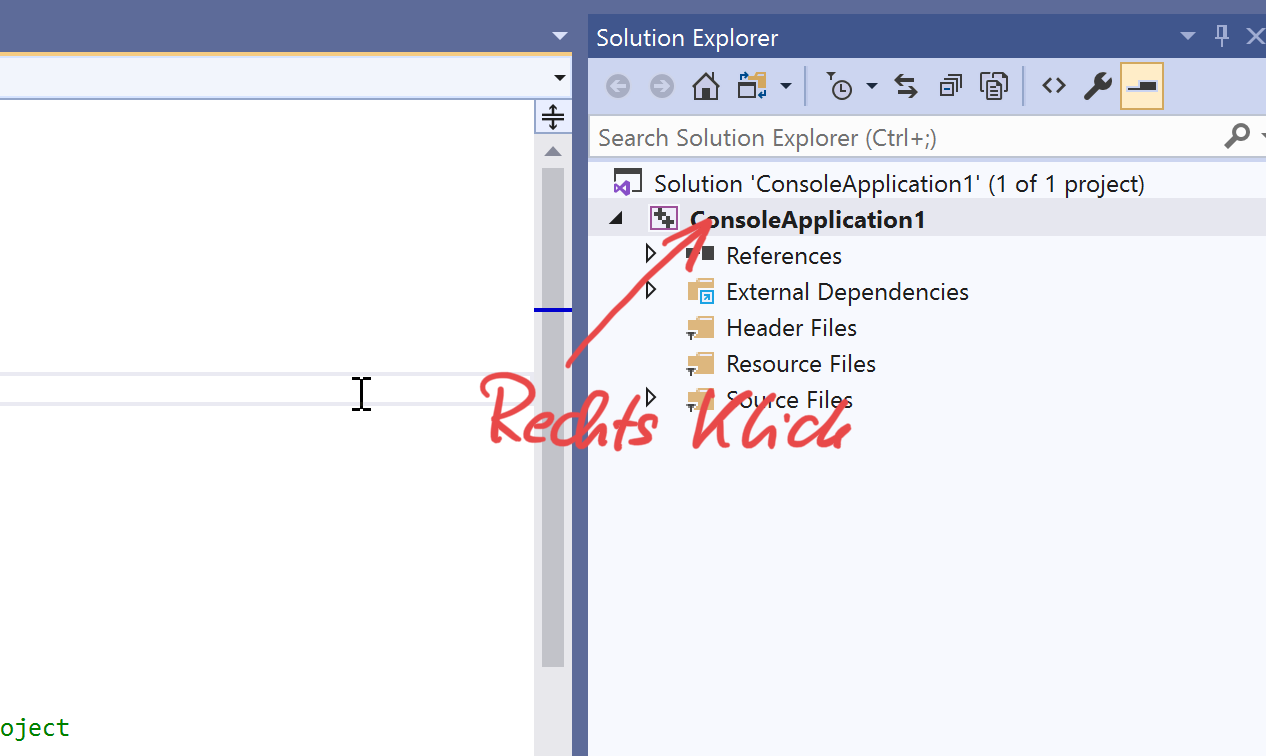 Solution Explorer
Search Solution Explorer (Ctrl+;)
Solution 'ConsoleApplication1' (1 of 1 project)
ConsoleApplication1
References
External Dependencies
Header Files
Resource Files
Source Files
Rechts Klick
oject